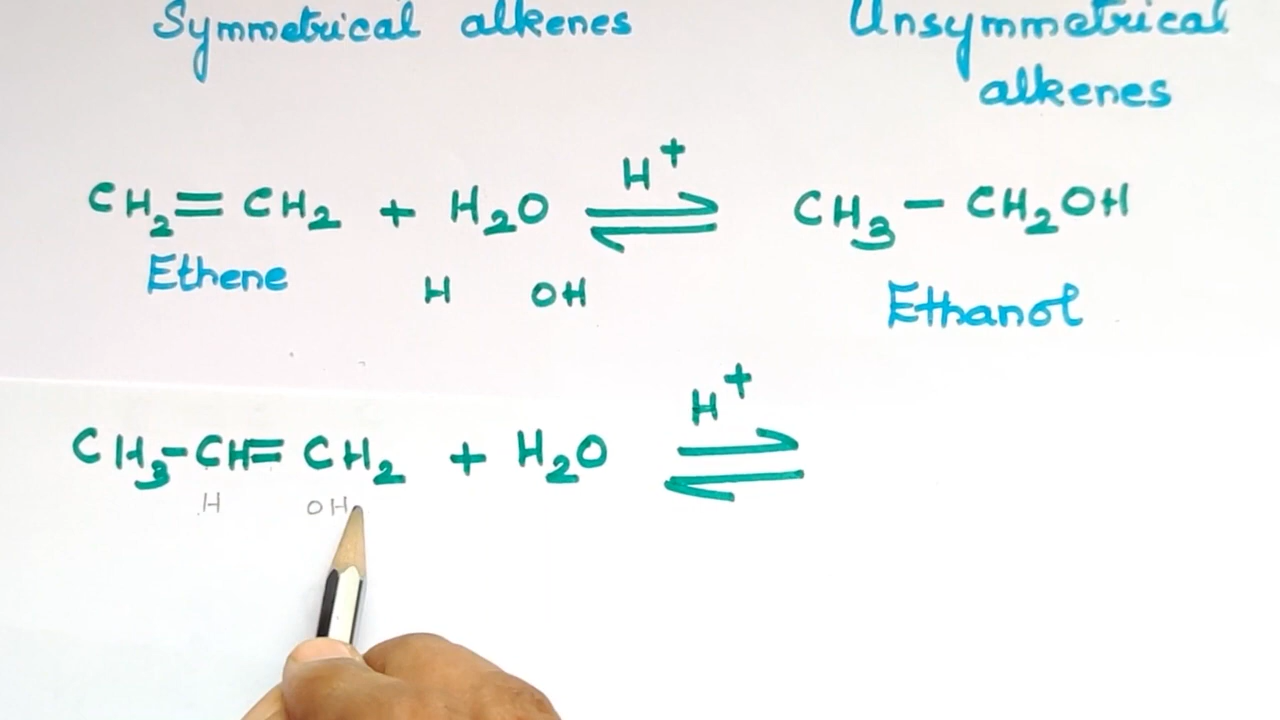 Symmetrical alkenes
Unsymmetrical
alkenes
CH₂=CH₂ + H₂O ⇌ CH₃-CH₂OH
H⁺
Ethene
H OH
Ethanol
H⁺
CH₃-CH=CH₂ + H₂O ⇌
H OH